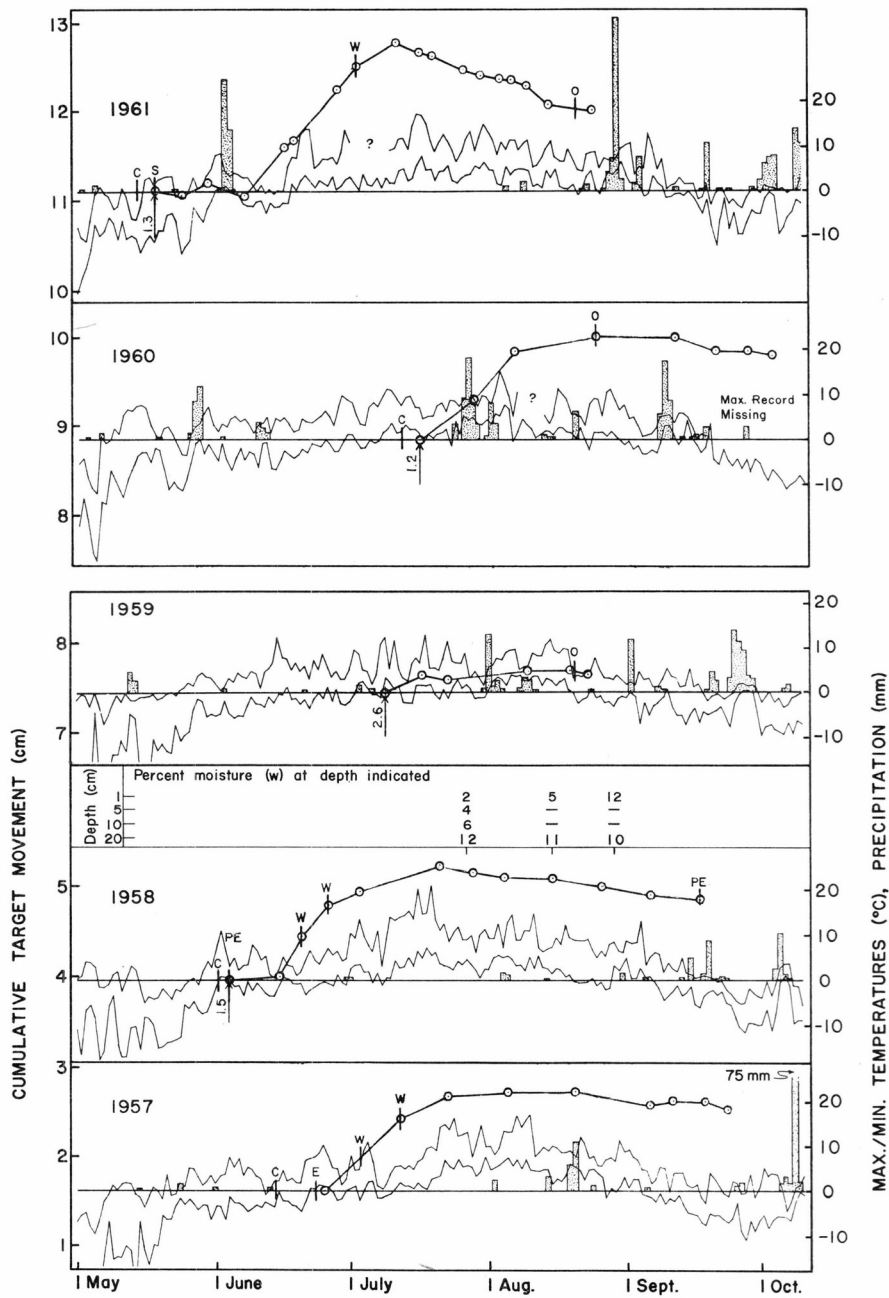 CUMULATIVE TARGET MOVEMENT (cm)
MAX./MIN. TEMPERATURES (°C), PRECIPITATION (mm)
13
12
11
10
20
10
0
-10
1961
C
S
W
O
?
1.3
10
9
8
20
10
0
-10
1960
C
O
?
1.2
Max. Record
Missing
8
7
20
10
0
-10
1959
O
2.6
Depth (cm)
Percent moisture (w) at depth indicated
1 2 5 12
5 4 — —
10 6 — —
20 12 11 10
5
4
20
10
0
-10
1958
C
PE
W
W
PE
1.5
3
2
1
20
10
0
-10
1957
C
E
W
W
75 mm
1 May 1 June 1 July 1 Aug. 1 Sept. 1 Oct.